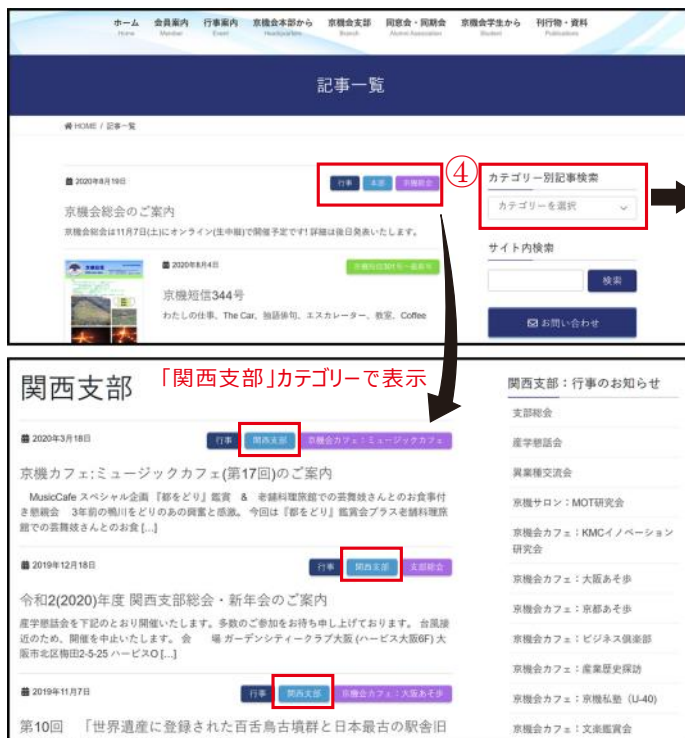 ホーム 会員案内 行事案内 京機会本部から 京機会支部 同窓会・同期会 京機会学生から 刊行物・資料
Home Member Event Headquarters Branch Alumni Association Student Publications
記事一覧
HOME / 記事一覧
2020年8月19日
行事 本部 京機総会
④
京機会総会のご案内
京機会総会は11月7日(土)にオンライン(生中継)で開催予定です! 詳細は後日発表いたします。
2020年8月4日
京機短信344号
わたしの仕事、The Car、独語俳句、エスカレーター、教室、Coffee
カテゴリー別記事検索
カテゴリーを選択
サイト内検索
検索
お問い合わせ
関西支部
「関西支部」カテゴリーで表示
2020年3月18日
行事 関西支部 京機会カフェ:ミュージックカフェ
京機カフェ:ミュージックカフェ(第17回)のご案内
MusicCafe スペシャル企画 『都をどり』鑑賞 & 老舗料理旅館での芸舞妓さんとのお食事付
き懇親会 3年前の鴨川をどりのあの興奮と感激。 今回は『都をどり』鑑賞会プラス老舗料理旅
館での芸舞妓さんとのお食 [...]
2019年12月18日
行事 関西支部 支部総会
令和2(2020)年度 関西支部総会・新年会のご案内
産学懇話会を下記のとおり開催いたします。多数のご参加をお待ち申し上げております。 台風接
近のため、開催を中止いたします。 会 場 ガーデンシティークラブ大阪 (ハービス大阪6F) 大
阪市北区梅田2-5-25 ハービスO [...]
2019年11月7日
行事 関西支部 京機会カフェ:大阪あそ歩
第10回 「世界遺産に登録された百舌鳥古墳群と日本最古の駅舎旧
関西支部:行事のお知らせ
支部総会
産学懇話会
異業種交流会
京機サロン:MOT研究会
京機会カフェ:KMCイノベーション
研究会
京機会カフェ:大阪あそ歩
京機会カフェ:京都あそ歩
京機会カフェ:ビジネス倶楽部
京機会カフェ:産業歴史探訪
京機会カフェ:京機私塾 (U-40)
京機会カフェ:文楽鑑賞会